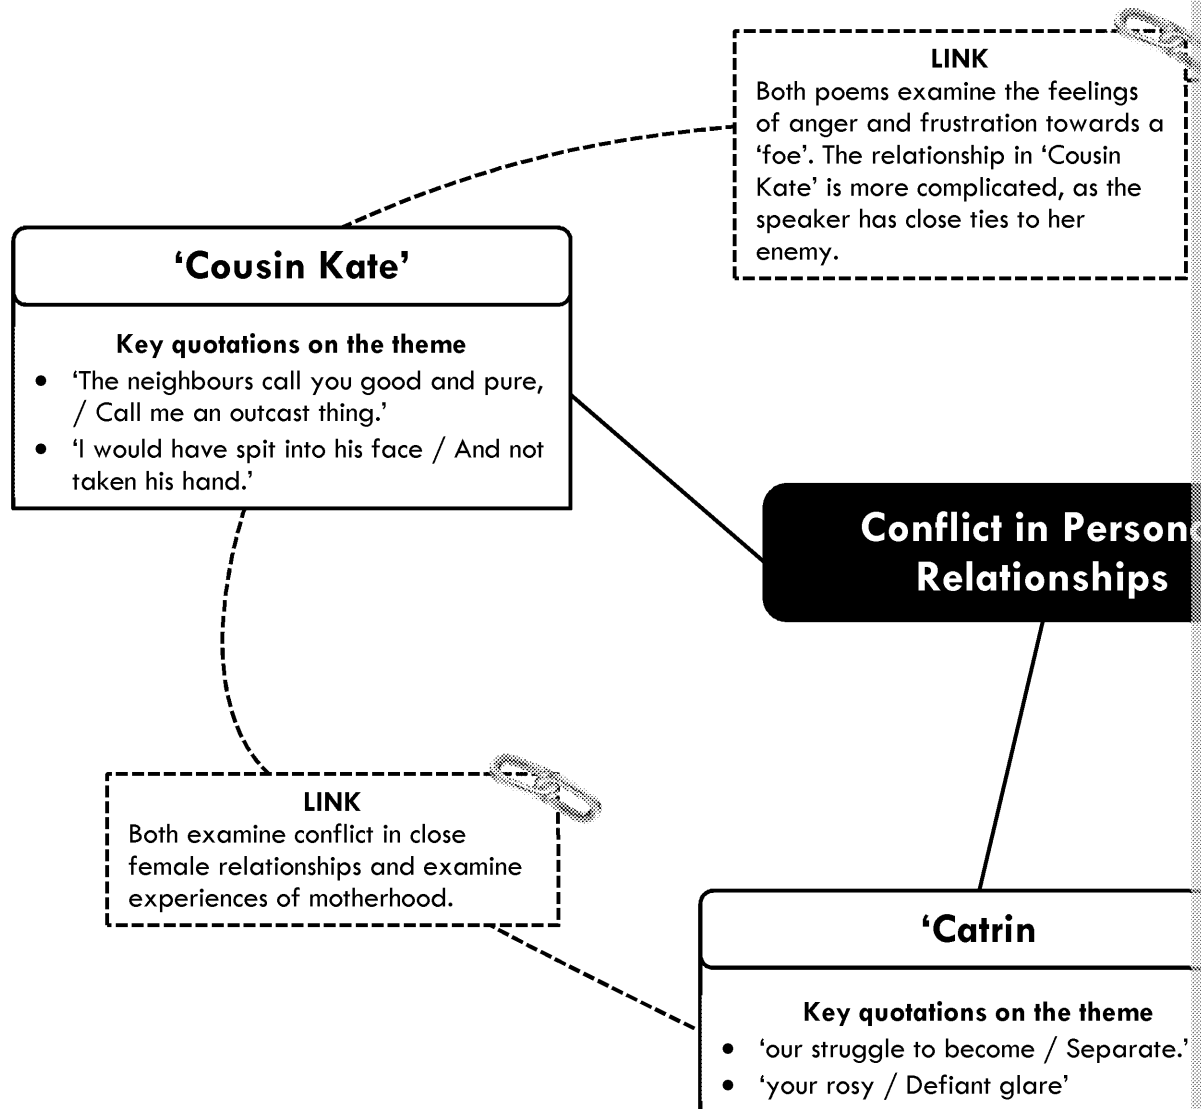 LINK
Both poems examine the feelings
of anger and frustration towards a
‘foe’. The relationship in ‘Cousin
Kate’ is more complicated, as the
speaker has close ties to her
enemy.
‘Cousin Kate’
Key quotations on the theme
• ‘The neighbours call you good and pure,
/ Call me an outcast thing.’
• ‘I would have spit into his face / And not
taken his hand.’
Conflict in
Relationships
LINK
Both examine conflict in close
female relationships and examine
experiences of motherhood.
‘Catrin
Key quotations on the theme
• ‘our struggle to become / Separate.’
• ‘your rosy / Defiant glare’